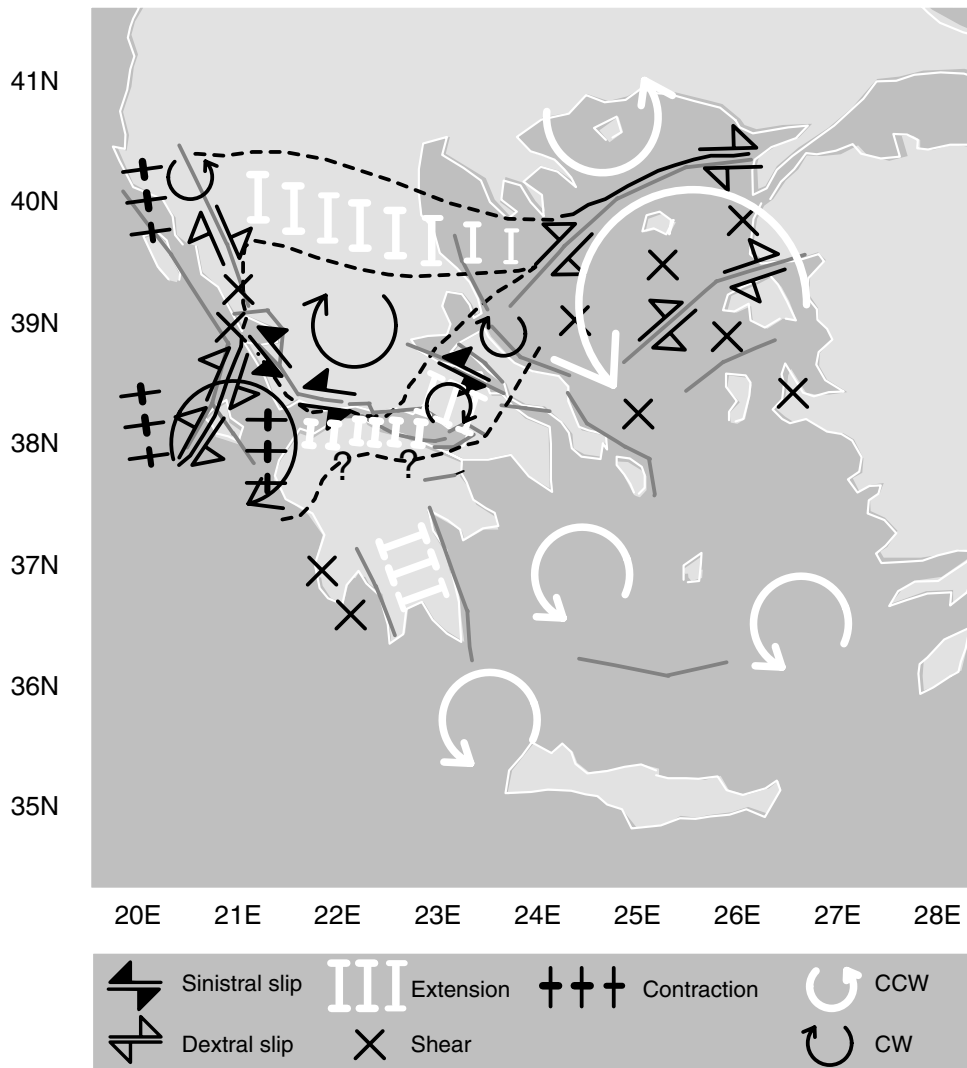 41N
40N
39N
38N
? ?
37N
36N
35N
20E 21E 22E 23E 24E 25E 26E 27E 28E
Sinistral slip Extension Contraction CCW
Dextral slip Shear CW